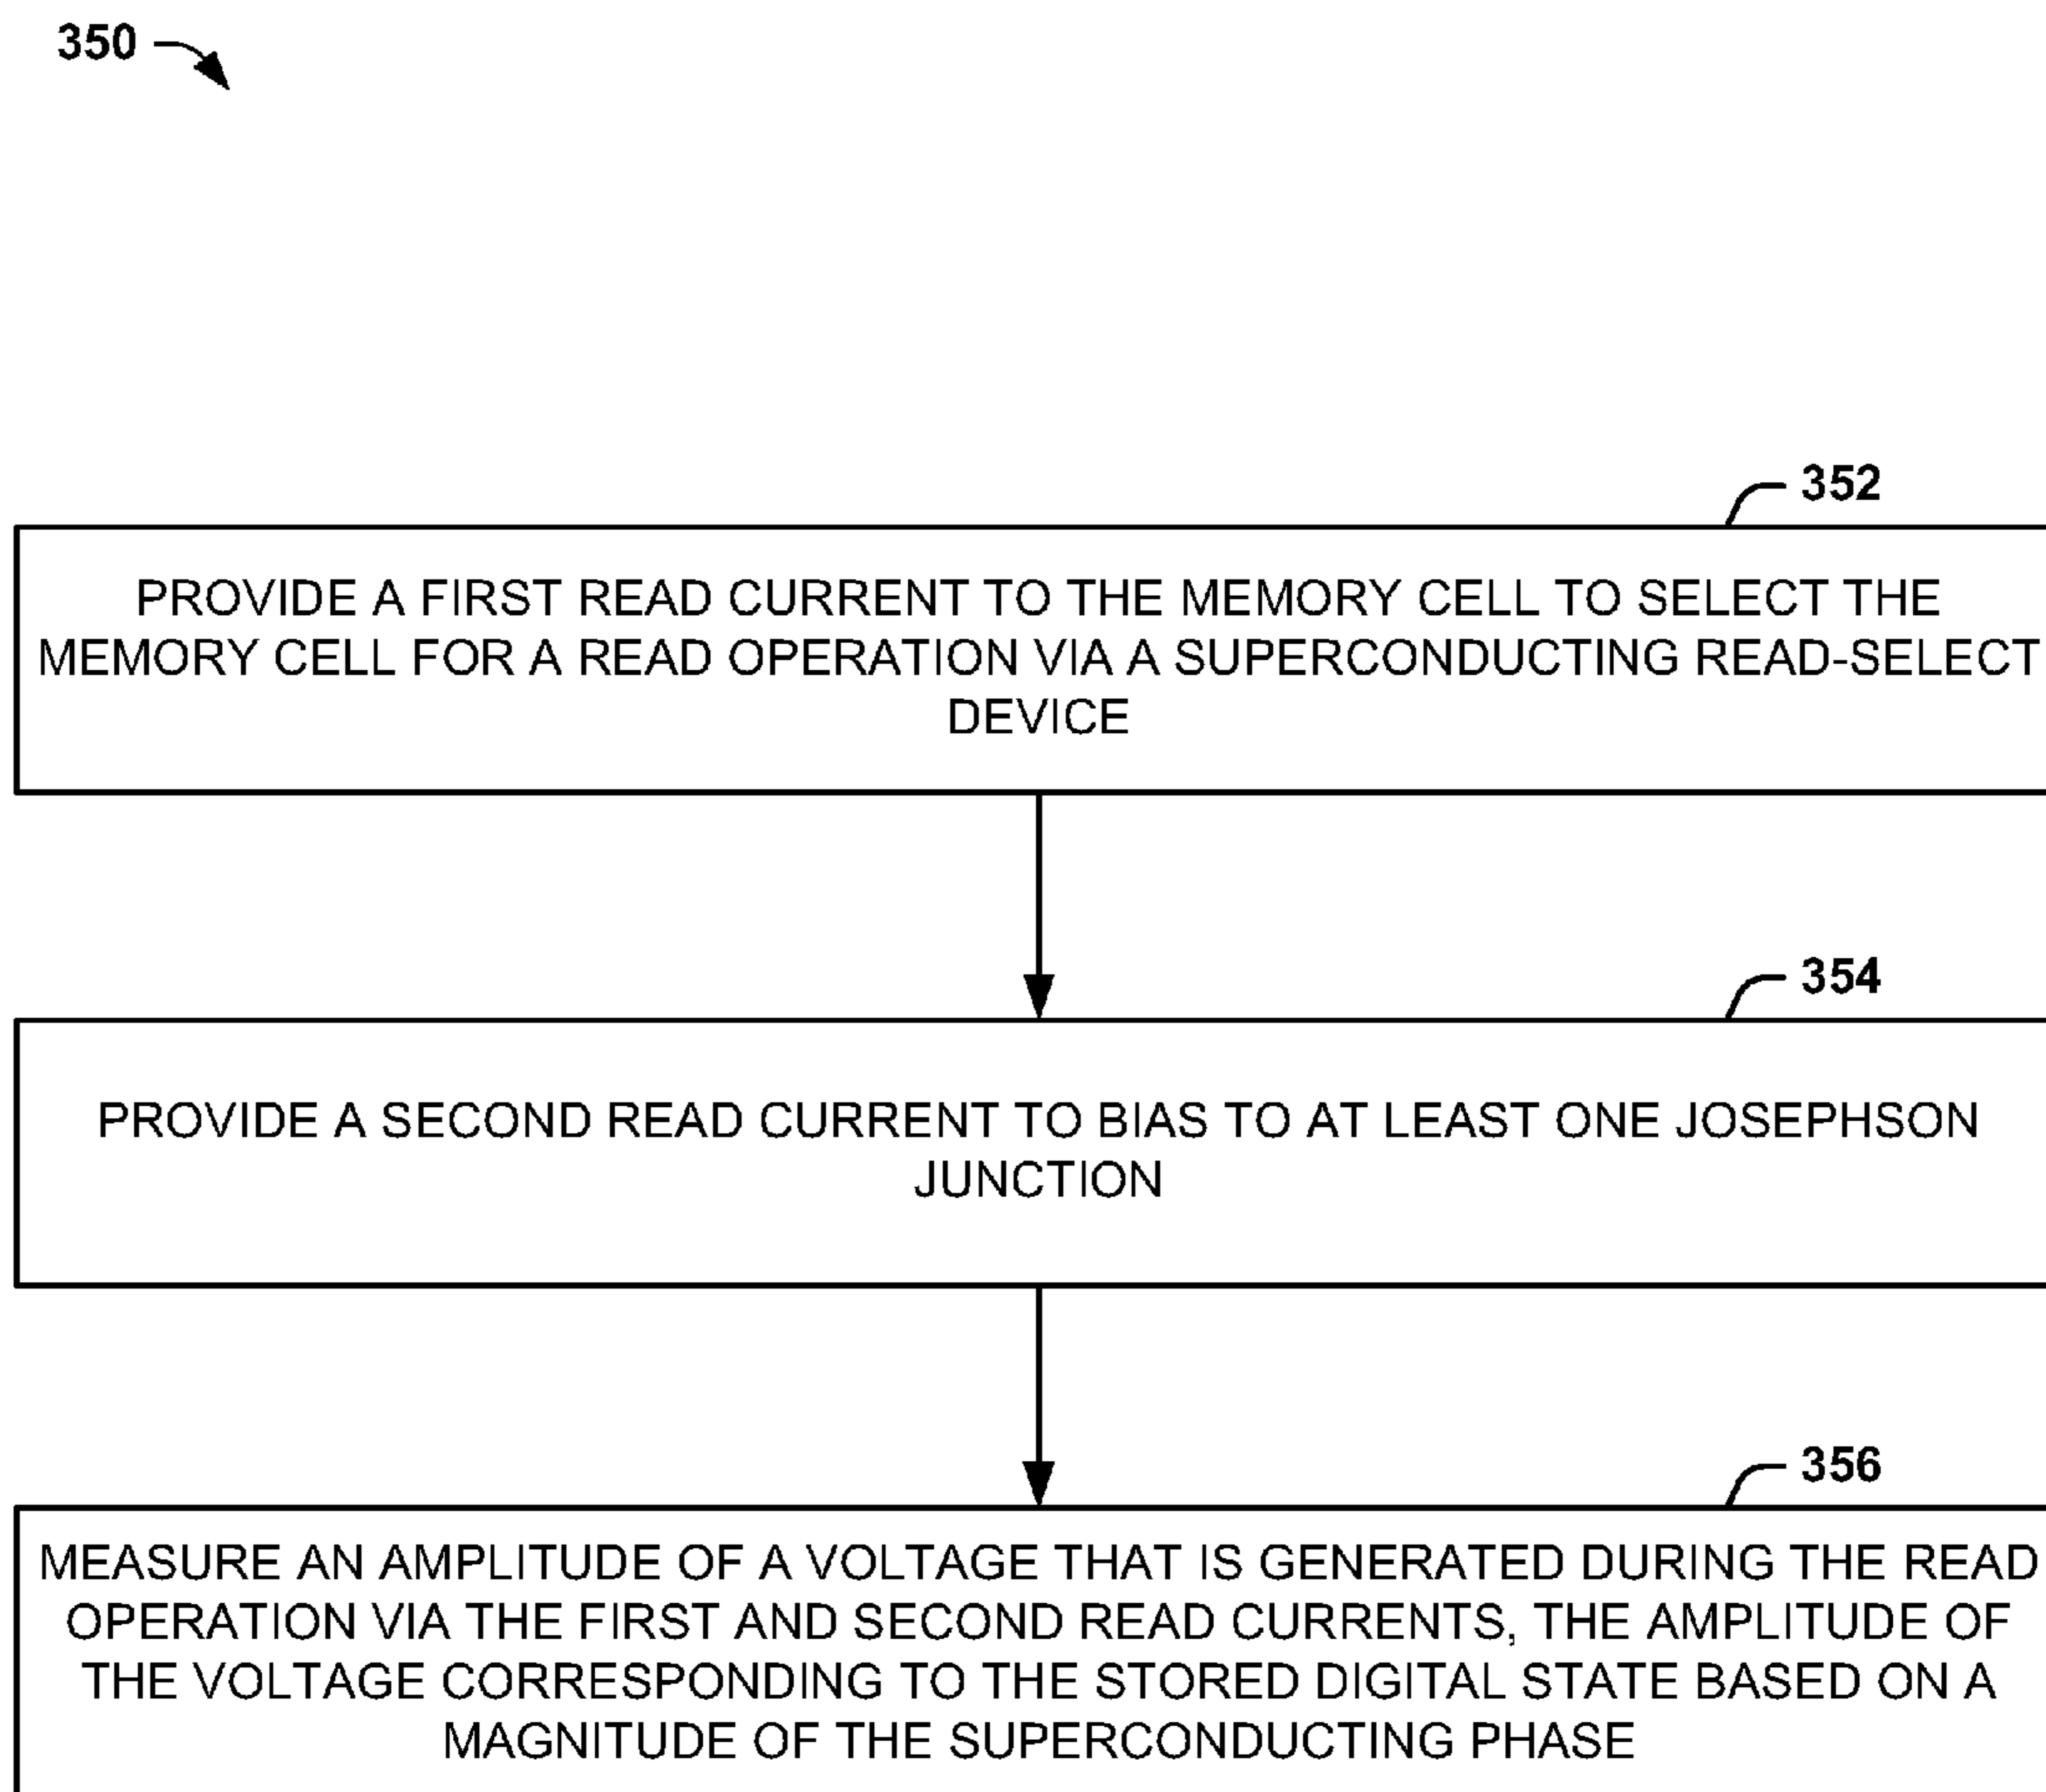 350
352
PROVIDE A FIRST READ CURRENT TO THE MEMORY CELL TO SELECT THE
MEMORY CELL FOR A READ OPERATION VIA A SUPERCONDUCTING READ-SELECT
DEVICE
354
PROVIDE A SECOND READ CURRENT TO BIAS TO AT LEAST ONE JOSEPHSON
JUNCTION
356
MEASURE AN AMPLITUDE OF A VOLTAGE THAT IS GENERATED DURING THE READ
OPERATION VIA THE FIRST AND SECOND READ CURRENTS, THE AMPLITUDE OF
THE VOLTAGE CORRESPONDING TO THE STORED DIGITAL STATE BASED ON A
MAGNITUDE OF THE SUPERCONDUCTING PHASE